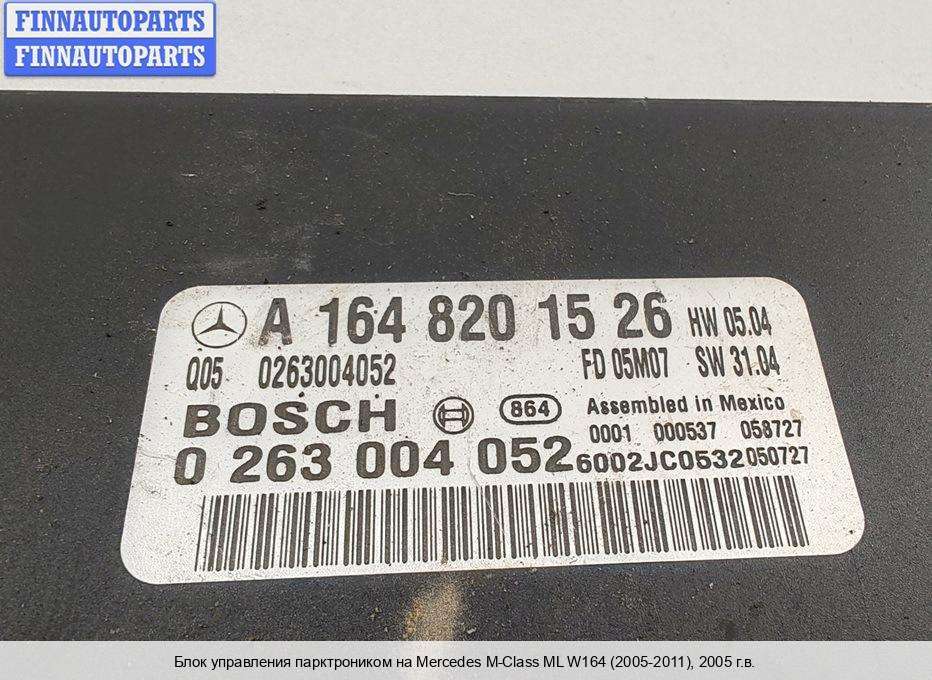 FINNAUTOPARTS
FINNAUTOPARTS
A 164 820 15 26 HW 05.04
Q05 0263004052 FD 05M07 SW 31.04
BOSCH 864 Assembled in Mexico
0001 000537 058727
0 263 004 052 6002JC0532050727
Блок управления парктроником на Mercedes M-Class ML W164 (2005-2011), 2005 г.в.